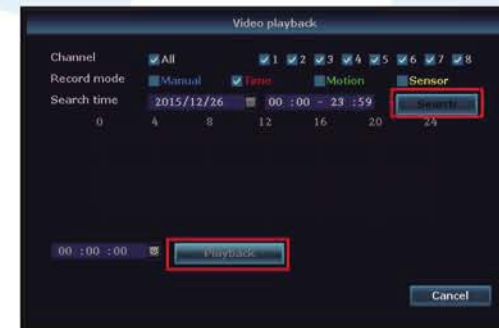 Video playback
Channel All 1 2 3 4 5 6 7 8
Record mode Manual Time Motion Sensor
Search time 2015/12/26 00 :00 - 23 :59 Search
0 4 8 12 16 20 24
00 :00 :00 Playback
Cancel